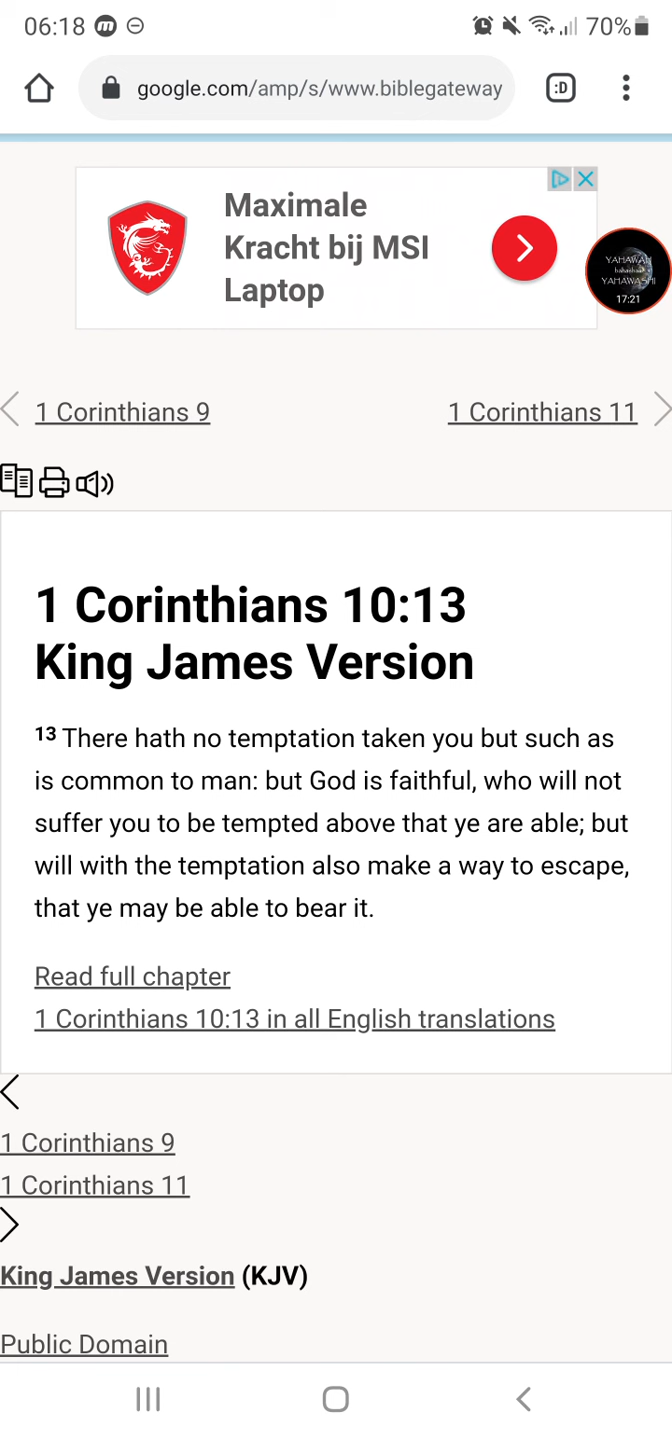 06:18 70%
google.com/amp/s/www.biblegateway :D
Maximale
Kracht bij MSI
Laptop
YAHAWAH
bahasham
YAHAWASHI
17:21
1 Corinthians 9
1 Corinthians 11
1 Corinthians 10:13
King James Version
13 There hath no temptation taken you but such as
is common to man: but God is faithful, who will not
suffer you to be tempted above that ye are able; but
will with the temptation also make a way to escape,
that ye may be able to bear it.
Read full chapter
1 Corinthians 10:13 in all English translations
1 Corinthians 9
1 Corinthians 11
King James Version (KJV)
Public Domain